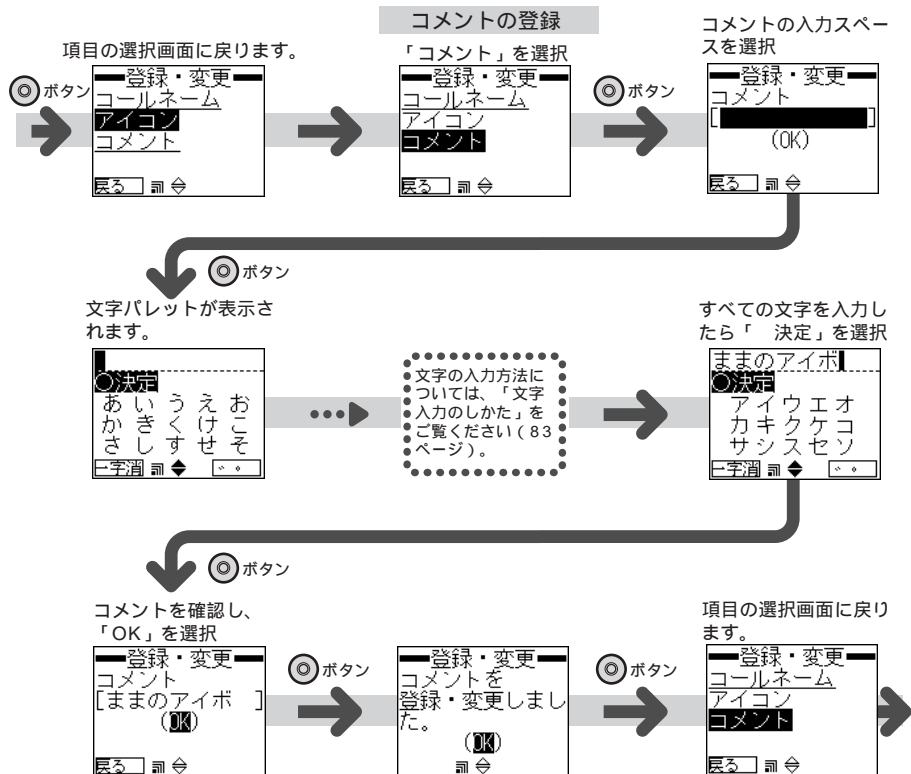 コメントの登録
項目の選択画面に戻ります。
ボタン
登録・変更
コールネーム
アイコン
コメント
戻る
「コメント」を選択
登録・変更
コールネーム
アイコン
コメント
戻る
ボタン
コメントの入力スペー
スを選択
登録・変更
コメント
[ ]
(OK)
戻る
ボタン
文字パレットが表示さ
れます。
◯決定
あ い う え お
か き く け こ
さ し す せ そ
一字消 ゛゜
文字の入力方法に
ついては、「文字
入力のしかた」を
ご覧ください(83
ページ)。
すべての文字を入力し
たら「 決定」を選択
ままのアイボ
◯決定
ア イ ウ エ オ
カ キ ク ケ コ
サ シ ス セ ソ
一字消 ゛゜
ボタン
コメントを確認し、
「OK」を選択
登録・変更
コメント
[ままのアイボ ]
(OK)
戻る
ボタン
登録・変更
コメントを
登録・変更しまし
た。
(OK)
ボタン
項目の選択画面に戻り
ます。
登録・変更
コールネーム
アイコン
コメント
戻る